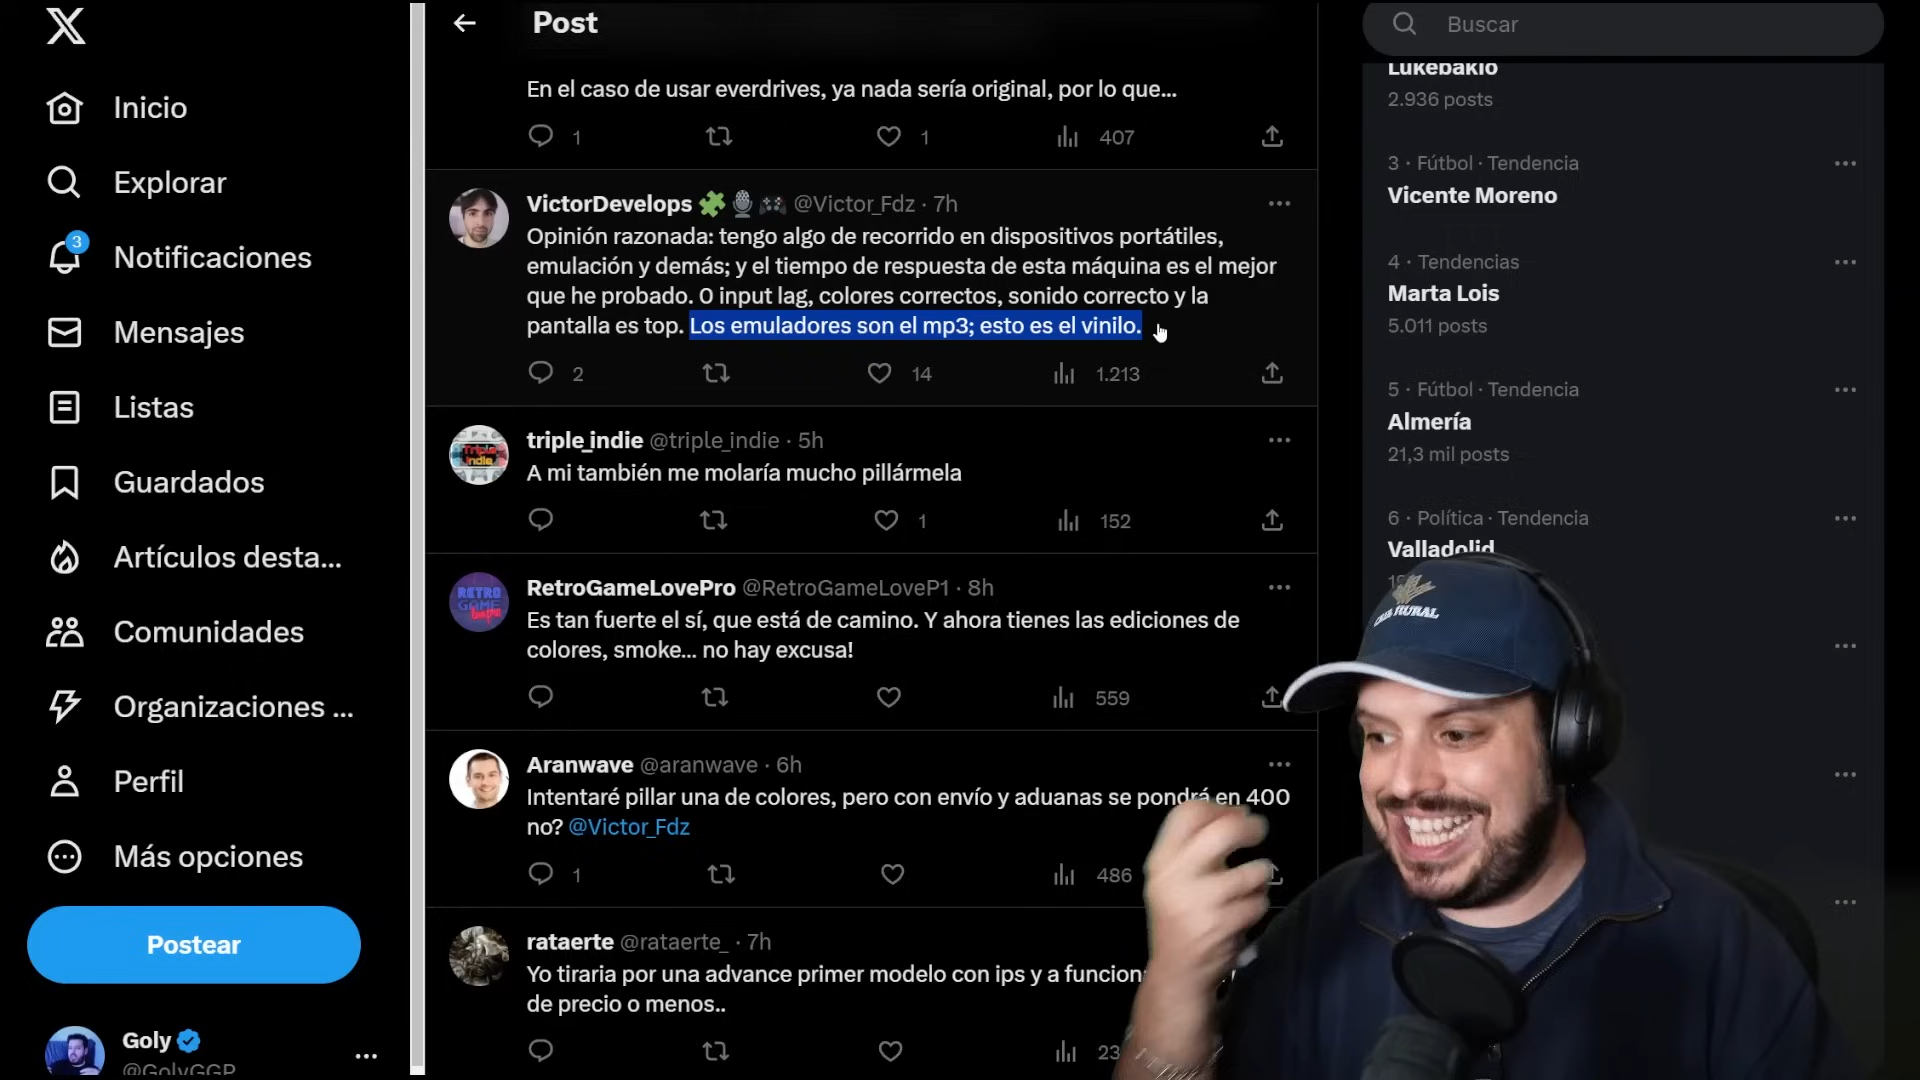 Post
Buscar
Inicio
Explorar
3
Notificaciones
Mensajes
Listas
Guardados
Artículos desta...
Comunidades
Organizaciones ...
Perfil
Más opciones
Postear
Goly
@GolyGGP
En el caso de usar everdrives, ya nada sería original, por lo que...
1 1 407
VictorDevelops @Victor_Fdz · 7h
Opinión razonada: tengo algo de recorrido en dispositivos portátiles,
emulación y demás; y el tiempo de respuesta de esta máquina es el mejor
que he probado. 0 input lag, colores correctos, sonido correcto y la
pantalla es top. Los emuladores son el mp3; esto es el vinilo.
2 14 1.213
triple_indie @triple_indie · 5h
A mi también me molaría mucho pillármela
1 152
RETRO
GAME
RetroGameLovePro @RetroGameLoveP1 · 8h
Es tan fuerte el sí, que está de camino. Y ahora tienes las ediciones de
colores, smoke... no hay excusa!
559
Aranwave @aranwave · 6h
Intentaré pillar una de colores, pero con envío y aduanas se pondrá en 400
no? @Victor_Fdz
1 486
rataerte @rataerte_ · 7h
Yo tiraria por una advance primer modelo con ips y a
de precio o menos..
Lukebakio
2.936 posts
3 · Fútbol · Tendencia
Vicente Moreno
4 · Tendencias
Marta Lois
5.011 posts
5 · Fútbol · Tendencia
Almería
21,3 mil posts
6 · Política · Tendencia
Valladolid
RURAL